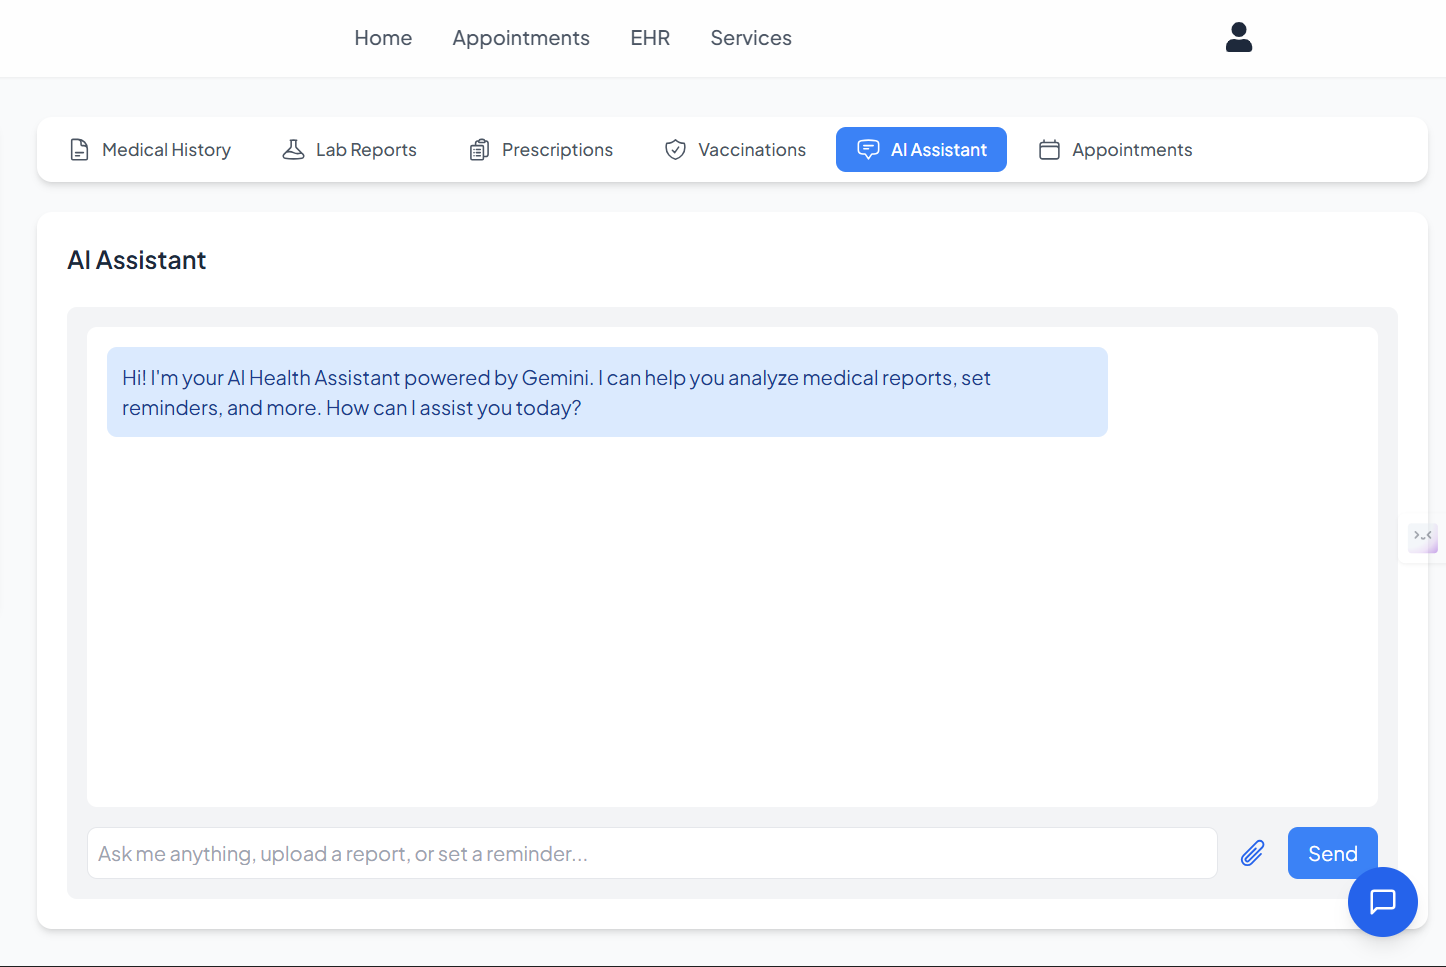 Home Appointments EHR Services
Medical History Lab Reports Prescriptions Vaccinations AI Assistant Appointments
AI Assistant
Hi! I'm your AI Health Assistant powered by Gemini. I can help you analyze medical reports, set
reminders, and more. How can I assist you today?
Ask me anything, upload a report, or set a reminder...
Send